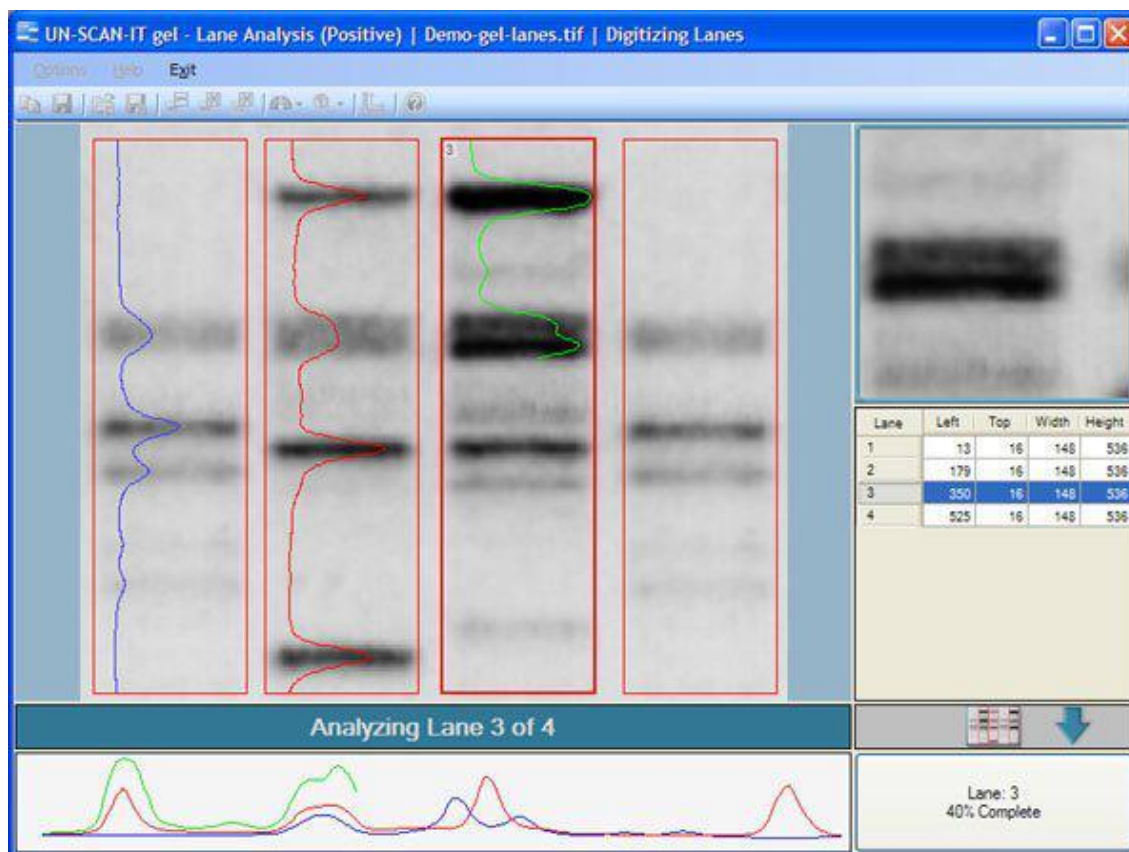 UN-SCAN-IT gel - Lane Analysis (Positive) | Demo-gel-lanes.tif | Digitizing Lanes
Options Help Exit
3
Lane Left Top Width Height
1 13 16 148 536
2 179 16 148 536
3 350 16 148 536
4 525 16 148 536
Analyzing Lane 3 of 4
Lane: 3
40% Complete